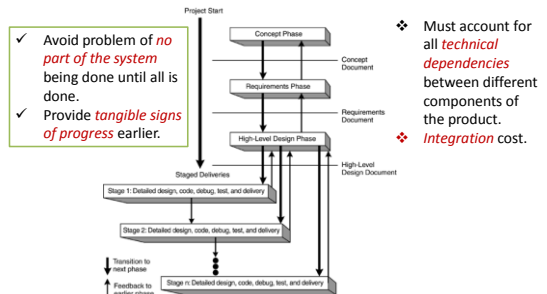 Project Start
✓ Avoid problem of no
part of the system
being done until all is
done.
✓ Provide tangible signs
of progress earlier.
Concept Phase
Concept
Document
Requirements Phase
Requirements
Document
High-Level Design Phase
High-Level
Design Document
Staged Deliveries
Stage 1: Detailed design, code, debug, test, and delivery
Stage 2: Detailed design, code, debug, test, and delivery
Stage n: Detailed design, code, debug, test, and delivery
Transition to
next phase
Feedback to
earlier phase
❖ Must account for
all technical
dependencies
between different
components of
the product.
❖ Integration cost.